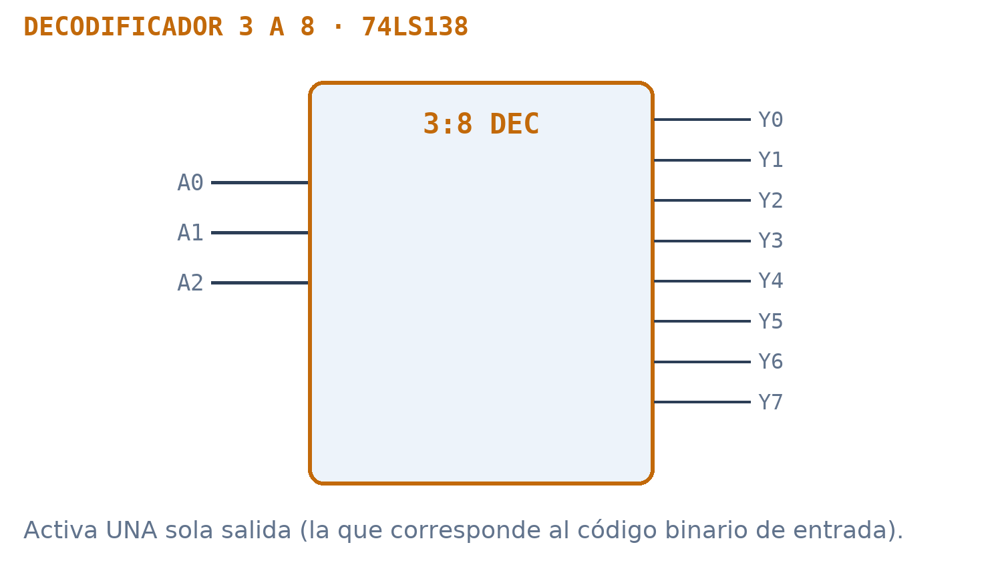 DECODIFICADOR 3 A 8 · 74LS138
3:8 DEC
A0
A1
A2
Y0
Y1
Y2
Y3
Y4
Y5
Y6
Y7
Activa UNA sola salida (la que corresponde al código binario de entrada).